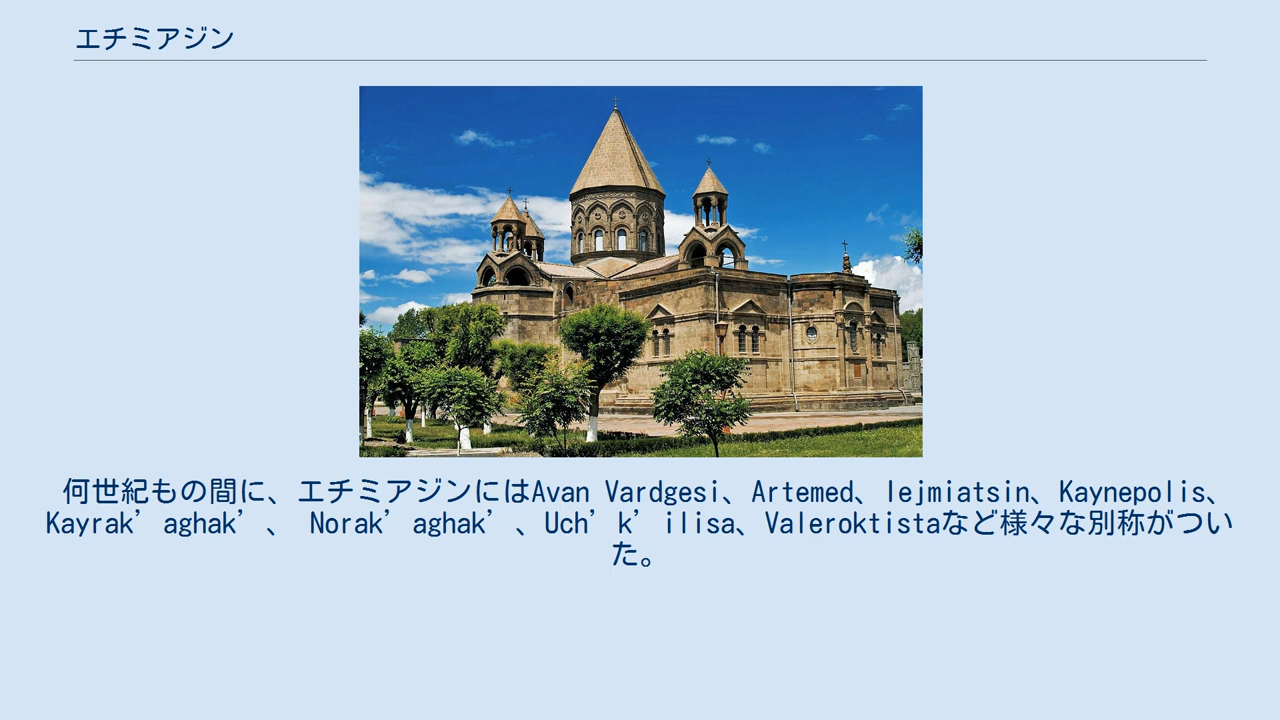 エチミアジン
何世紀もの間に、エチミアジンにはAvan Vardgesi、Artemed、Iejmiatsin、Kaynepolis、
Kayrak’aghak’、 Norak’aghak’、Uch’k’ilisa、Valeroktistaなど様々な別称がつい
た。